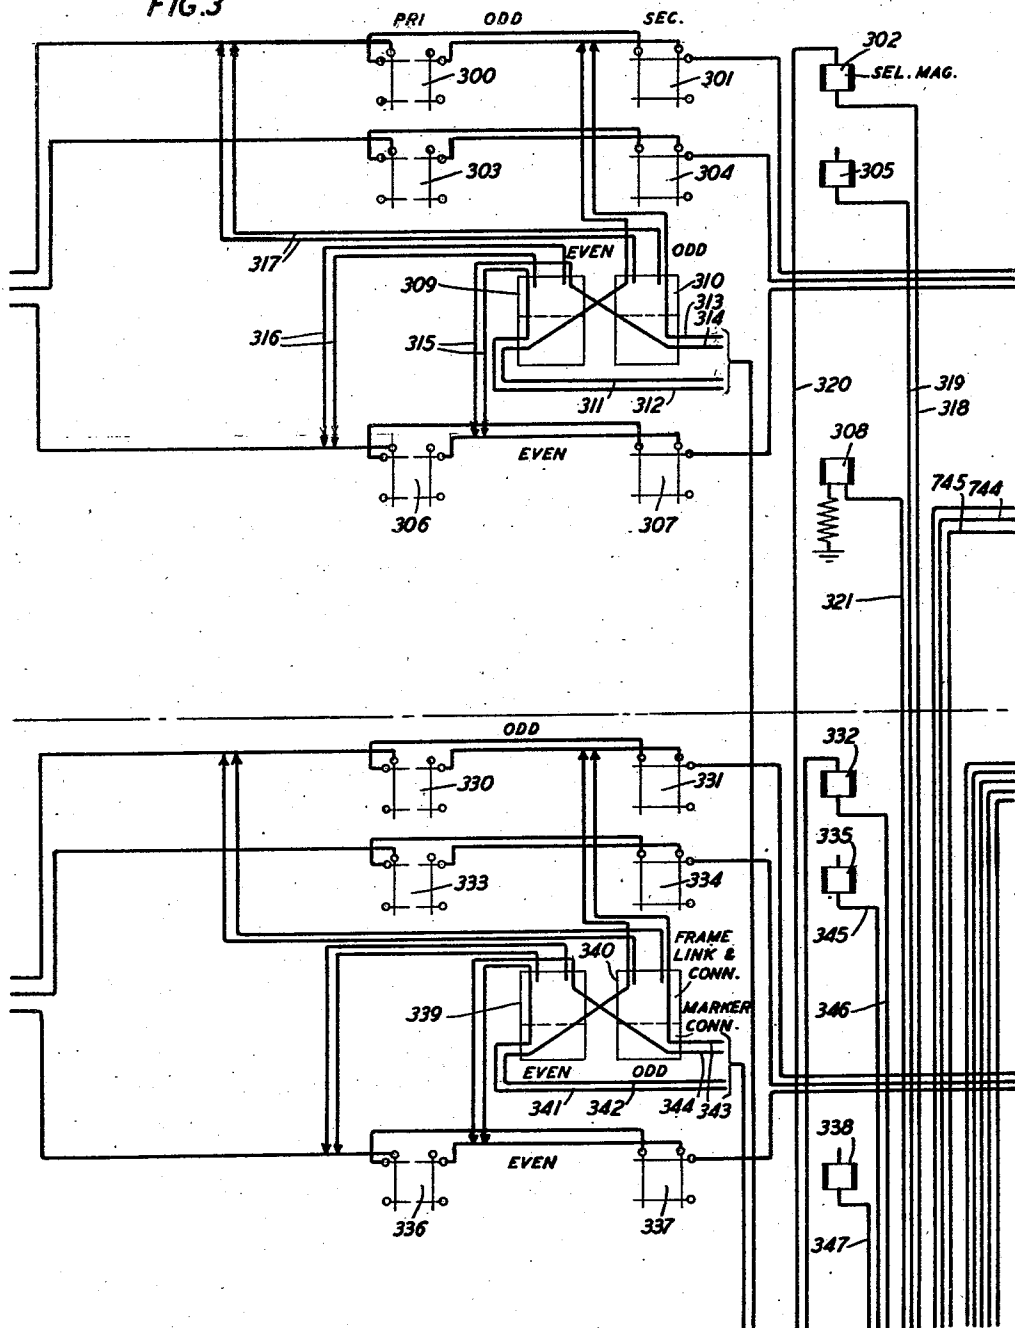 FIG.3
PRI ODD SEC.
302
SEL. MAG.
300
301
303
304
305
317
EVEN ODD
309
310
313
314
316
315
320
319
311 312
318
308
EVEN
745 744
306
307
321
ODD
332
330
331
335
333
334
345
FRAME
LINK &
CONN.
340
339
MARKER
CONN.
346
EVEN ODD
341 342 344 343
338
EVEN
336
337
347